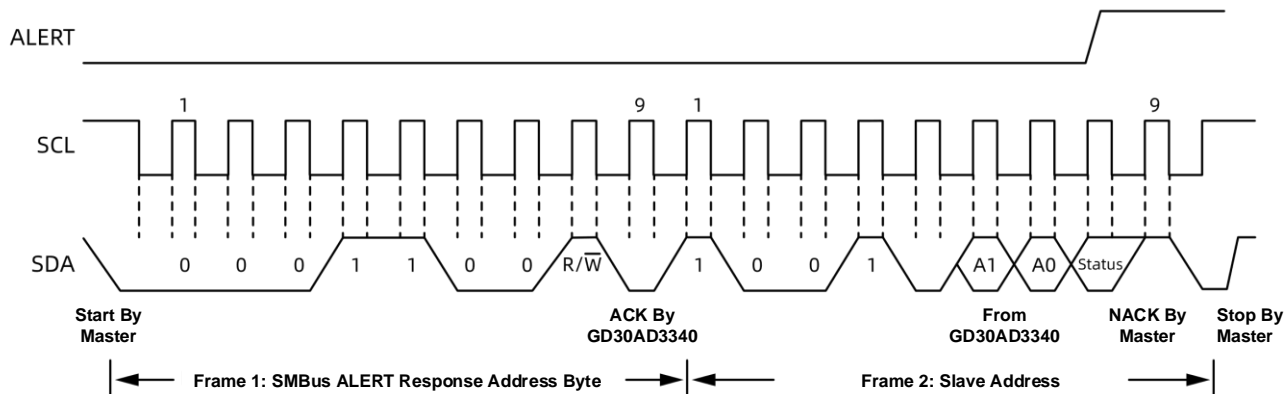 ALERT
1 9 1 9
SCL
SDA 0 0 0 1 1 0 0 R/W̅ 1 0 0 1 A1 A0 Status
Start By Master
ACK By GD30AD3340
From GD30AD3340
NACK By Master
Stop By Master
Frame 1: SMBus ALERT Response Address Byte
Frame 2: Slave Address